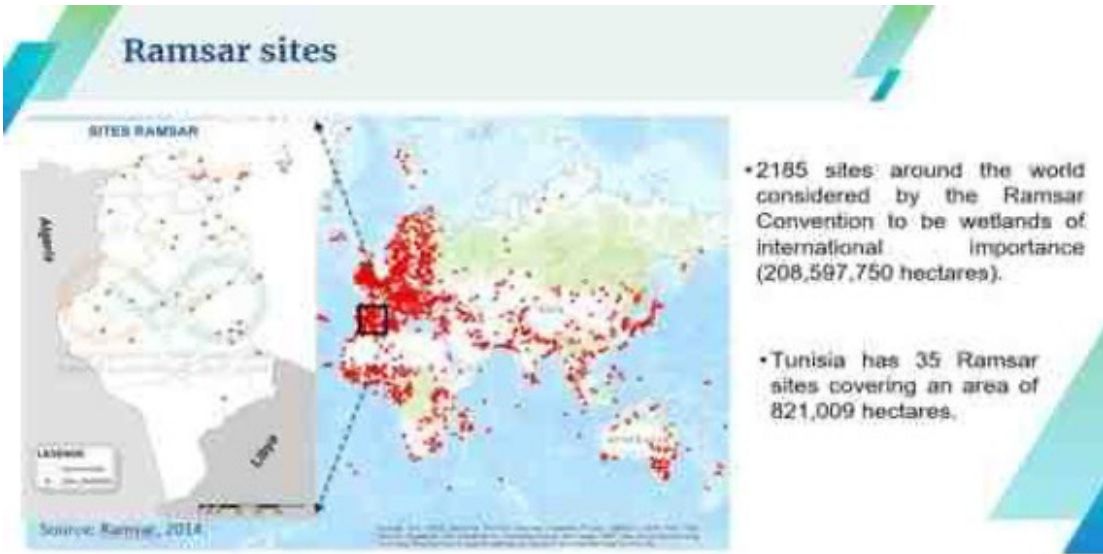 Ramsar sites
SITES RAMSAR
Algeria
Libya
LEGENDE
Source: Ramsar, 2014
•2185 sites around the world
considered by the Ramsar
Convention to be wetlands of
international importance
(208,597,750 hectares).
•Tunisia has 35 Ramsar
sites covering an area of
821,009 hectares.